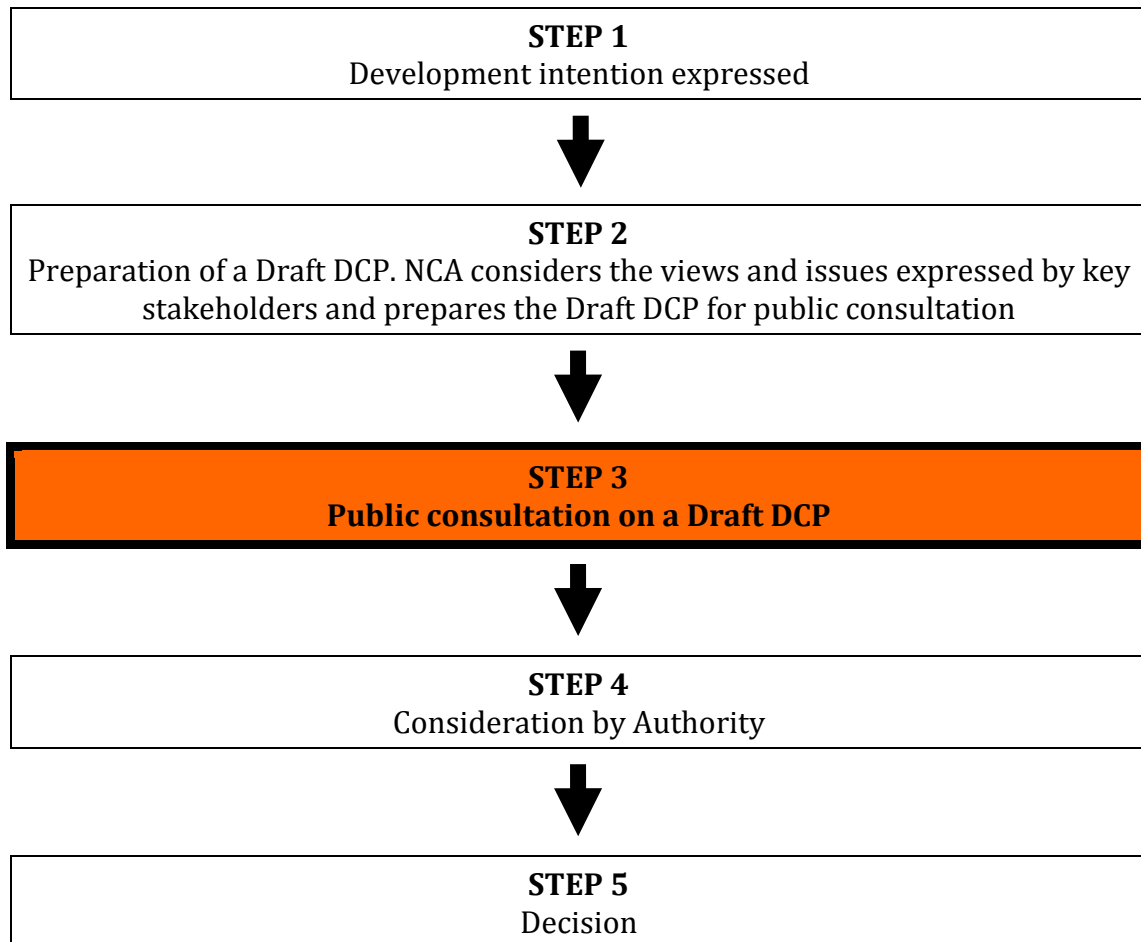 STEP 1
Development intention expressed
STEP 2
Preparation of a Draft DCP. NCA considers the views and issues expressed by key
stakeholders and prepares the Draft DCP for public consultation
STEP 3
Public consultation on a Draft DCP
STEP 4
Consideration by Authority
STEP 5
Decision